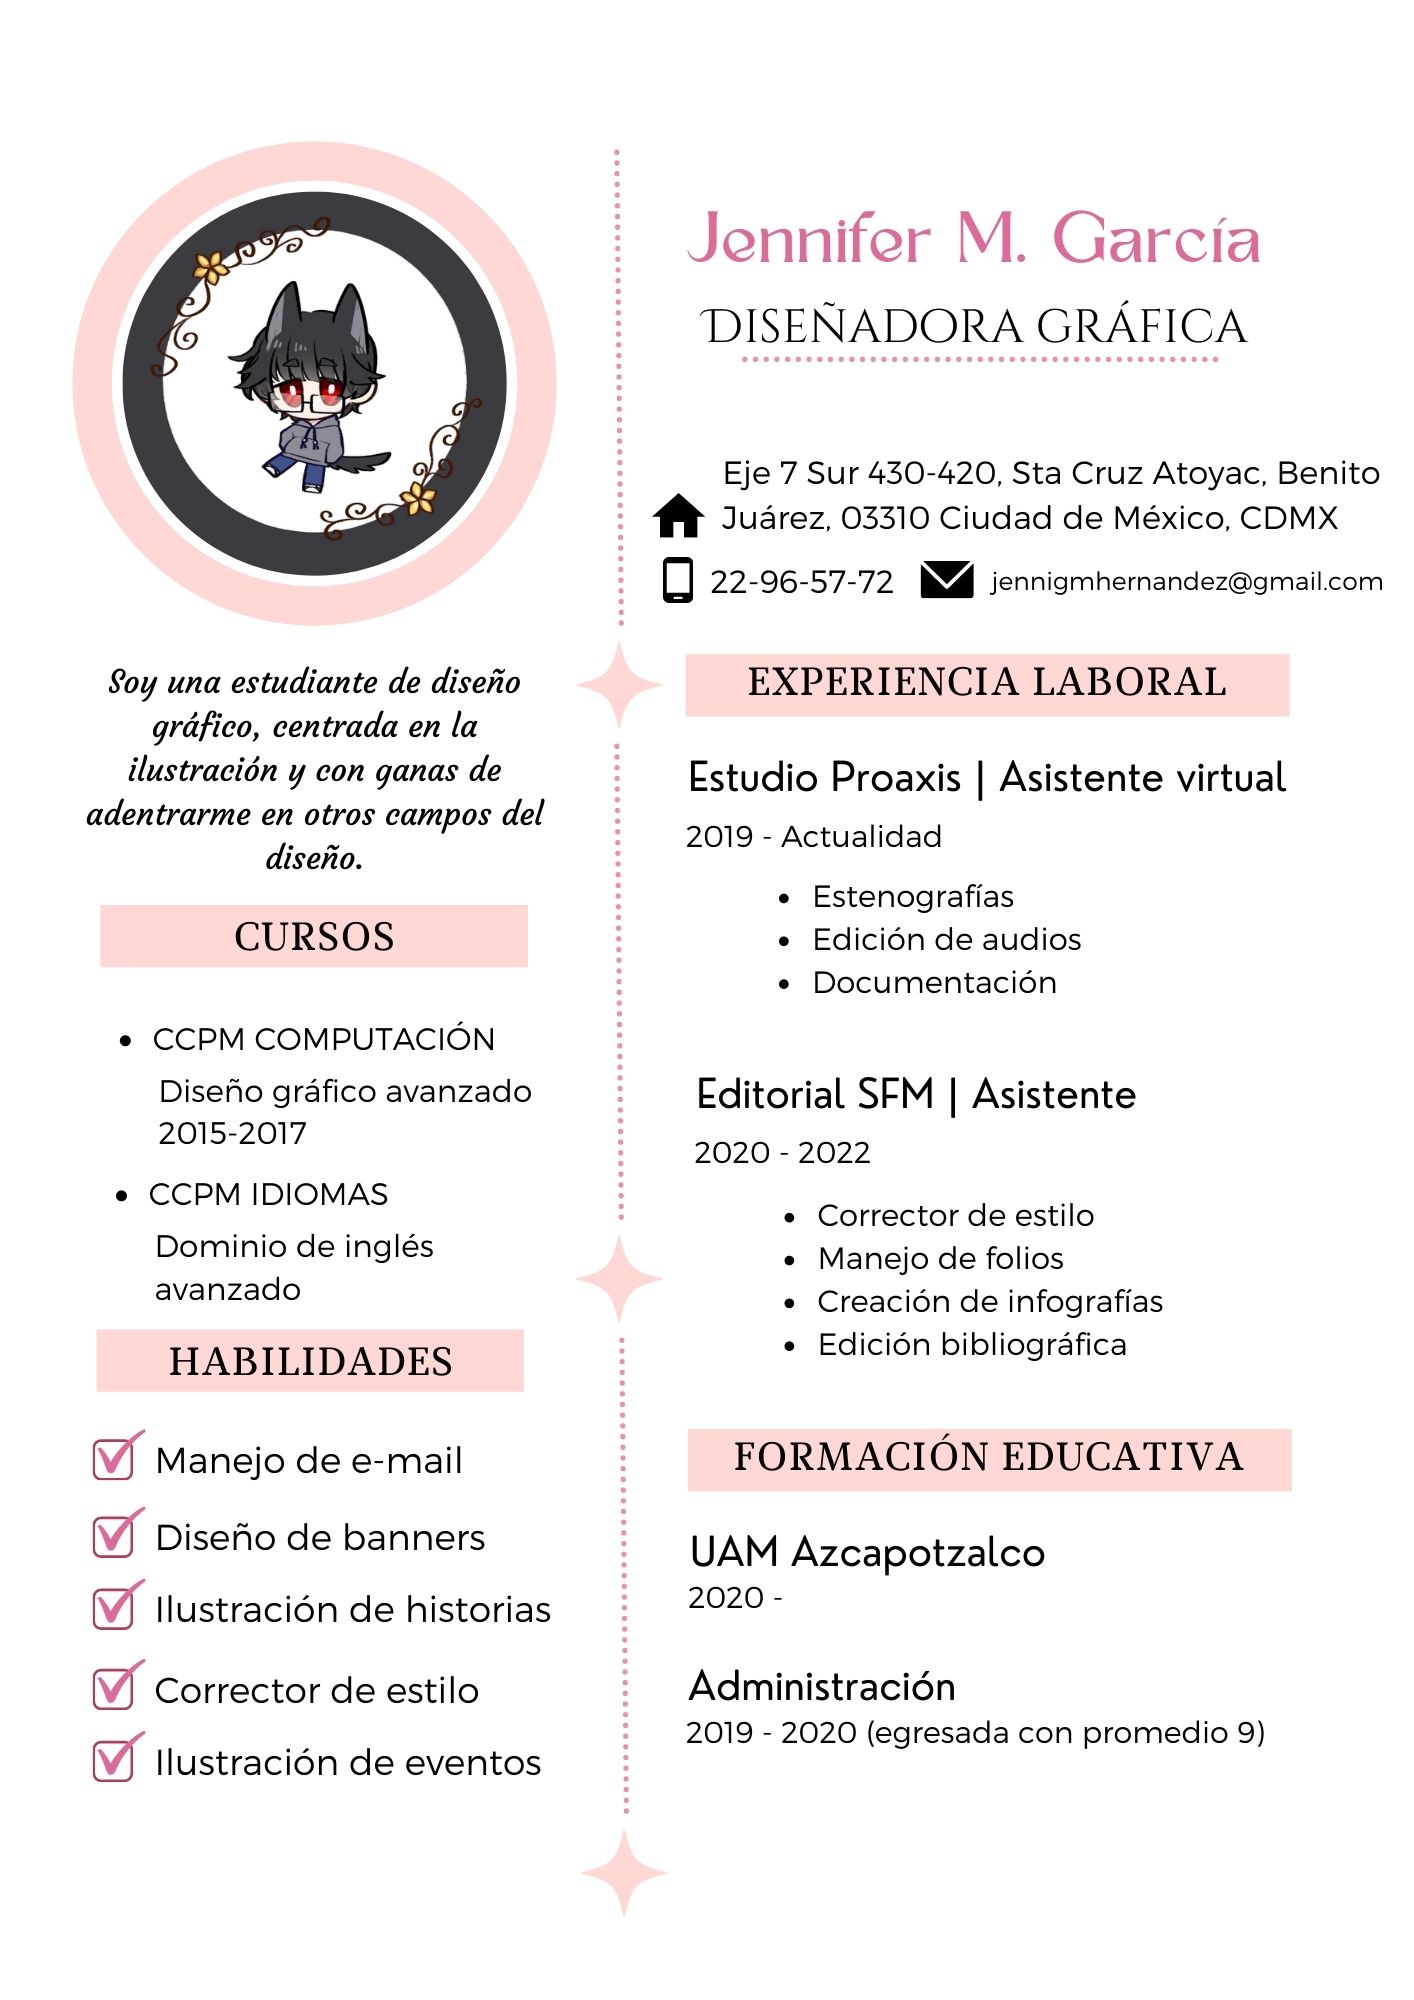 Jennifer M. García
Diseñadora gráfica
Eje 7 Sur 430-420, Sta Cruz Atoyac, Benito
Juárez, 03310 Ciudad de México, CDMX
22-96-57-72
jennigmhernandez@gmail.com
Soy una estudiante de diseño
gráfico, centrada en la
ilustración y con ganas de
adentrarme en otros campos del
diseño.
CURSOS
• CCPM COMPUTACIÓN
Diseño gráfico avanzado
2015-2017
• CCPM IDIOMAS
Dominio de inglés
avanzado
HABILIDADES
Manejo de e-mail
Diseño de banners
Ilustración de historias
Corrector de estilo
Ilustración de eventos
EXPERIENCIA LABORAL
Estudio Proaxis | Asistente virtual
2019 - Actualidad
• Estenografías
• Edición de audios
• Documentación
Editorial SFM | Asistente
2020 - 2022
• Corrector de estilo
• Manejo de folios
• Creación de infografías
• Edición bibliográfica
FORMACIÓN EDUCATIVA
UAM Azcapotzalco
2020 -
Administración
2019 - 2020 (egresada con promedio 9)